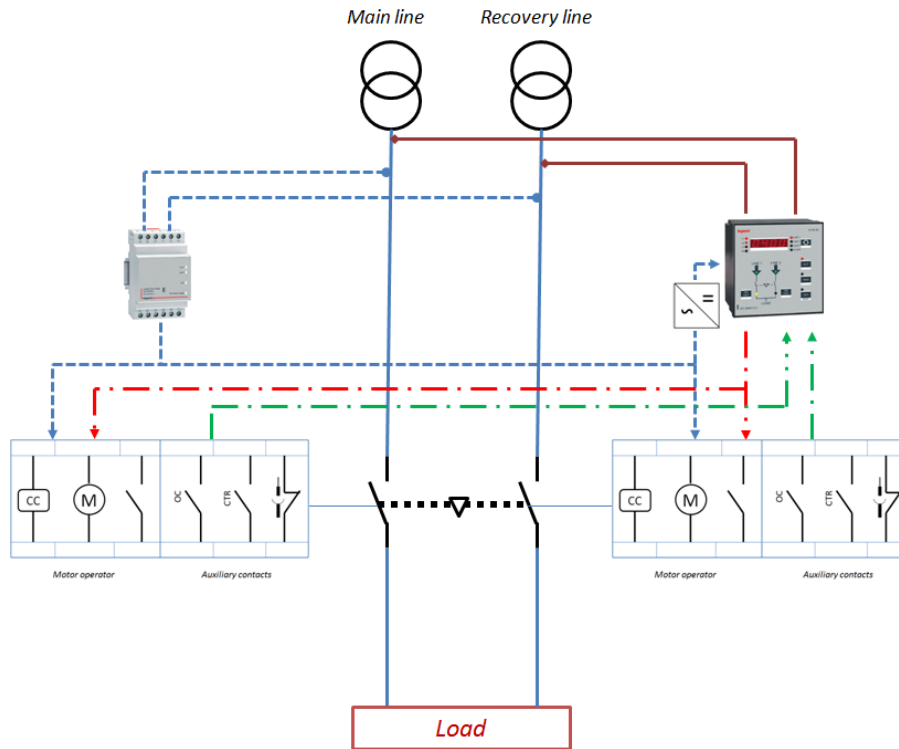 Main line
Recovery line
CC
M
OC
CTR
CC
M
OC
CTR
Motor operator
Auxiliary contacts
Motor operator
Auxiliary contacts
Load